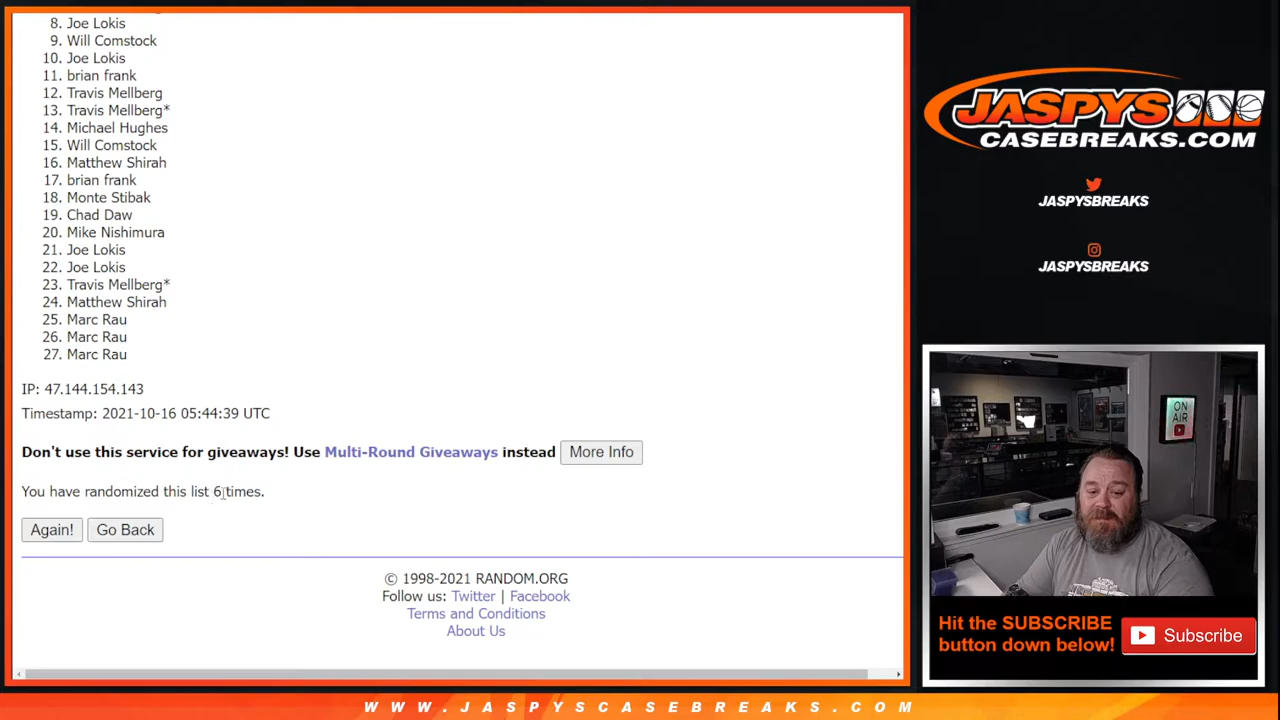 8. Joe Lokis
9. Will Comstock
10. Joe Lokis
11. brian frank
12. Travis Mellberg
13. Travis Mellberg*
14. Michael Hughes
15. Will Comstock
16. Matthew Shirah
17. brian frank
18. Monte Stibak
19. Chad Daw
20. Mike Nishimura
21. Joe Lokis
22. Joe Lokis
23. Travis Mellberg*
24. Matthew Shirah
25. Marc Rau
26. Marc Rau
27. Marc Rau
IP: 47.144.154.143
Timestamp: 2021-10-16 05:44:39 UTC
Don't use this service for giveaways! Use Multi-Round Giveaways instead More Info
You have randomized this list 6 times.
Again! Go Back
© 1998-2021 RANDOM.ORG
Follow us: Twitter | Facebook
Terms and Conditions
About Us
JASPYS
CASEBREAKS.COM
JASPYSBREAKS
JASPYSBREAKS
ON
AIR
Hit the SUBSCRIBE
button down below!
Subscribe
WWW.JASPYSCASEBREAKS.COM